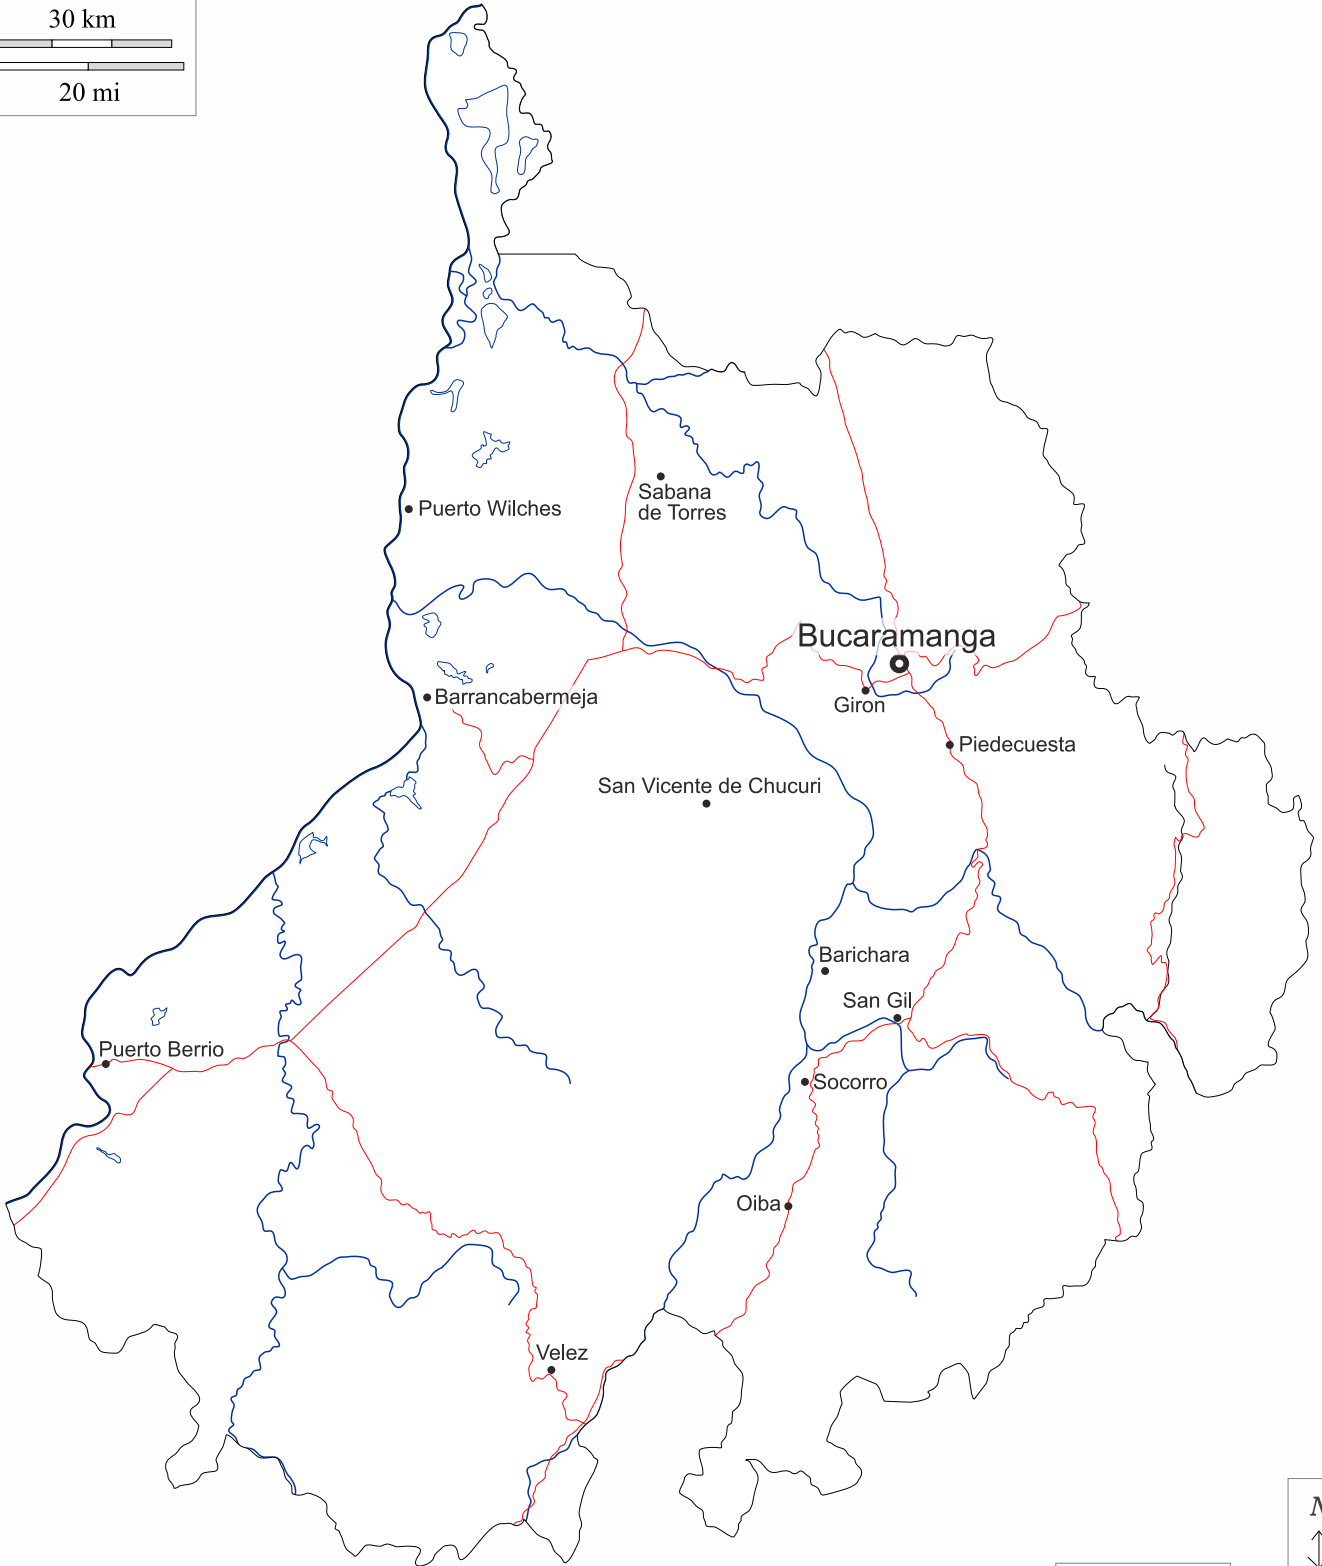 30 km
20 mi
Sabana
de Torres
Puerto Wilches
Bucaramanga
Barrancabermeja
Giron
Piedecuesta
San Vicente de Chucuri
Barichara
San Gil
Puerto Berrio
Socorro
Oiba
Velez
N